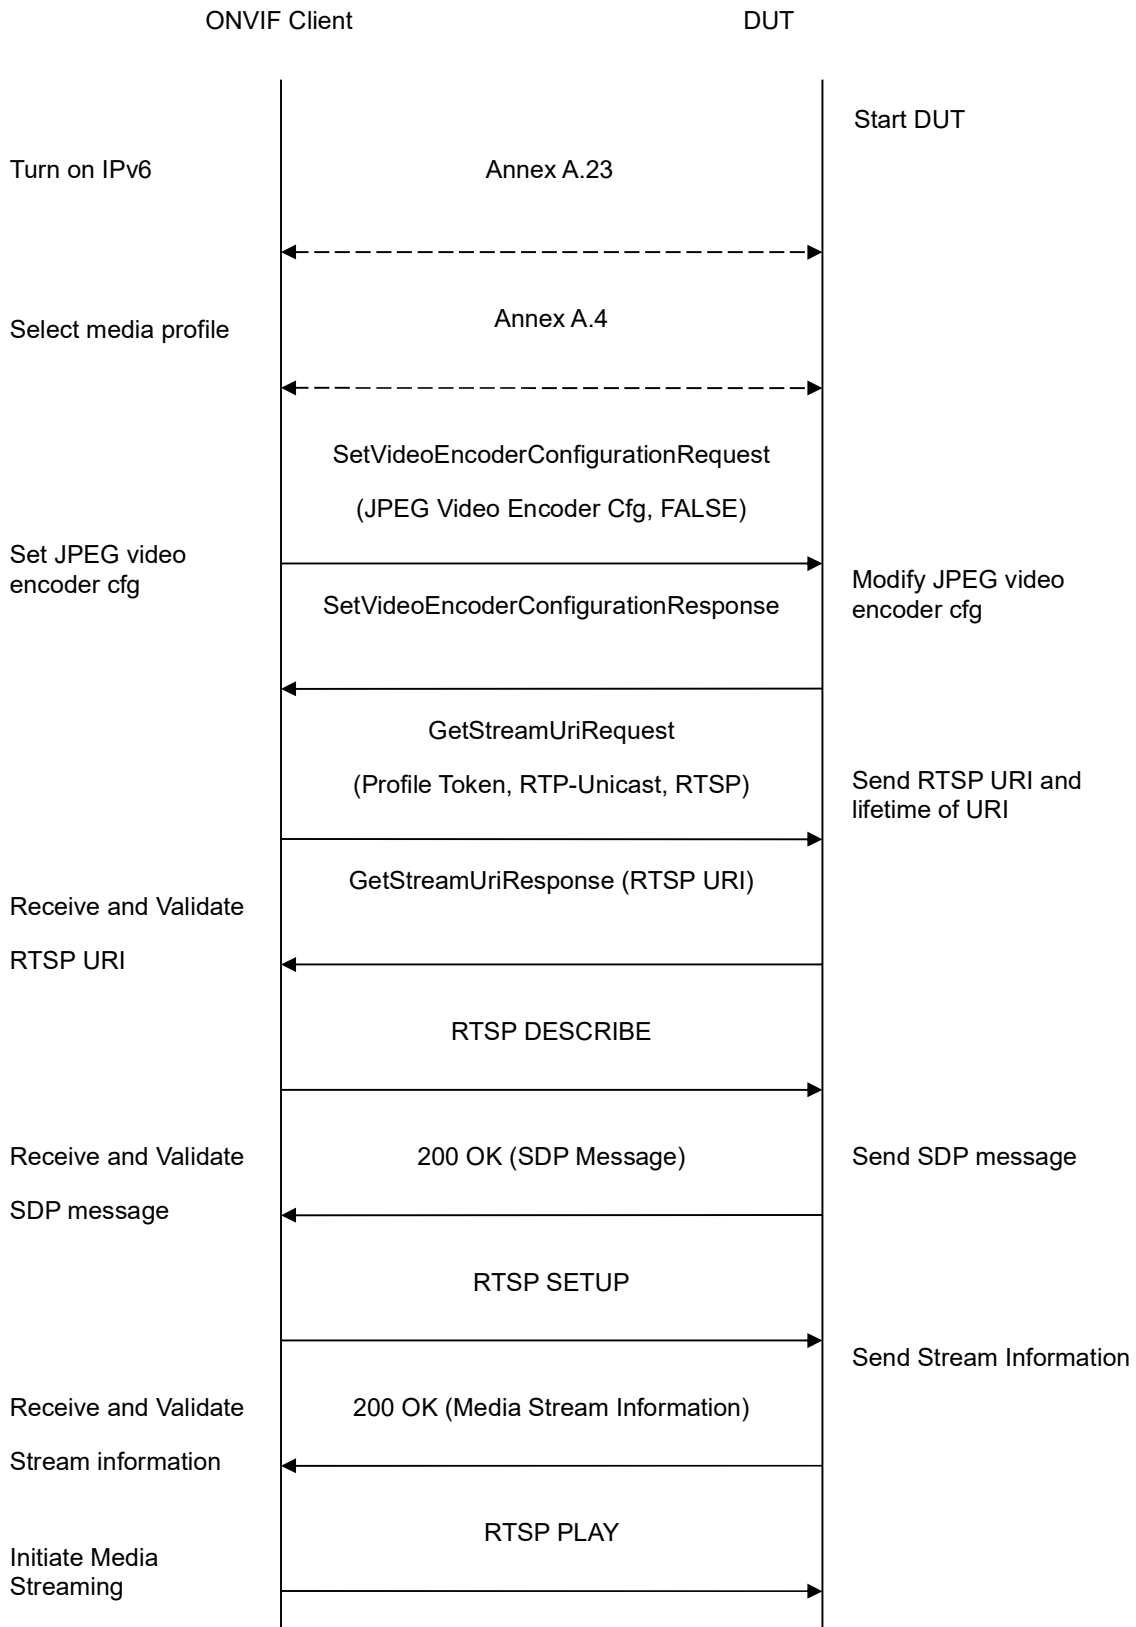 ONVIF Client
DUT
Start DUT
Turn on IPv6
Annex A.23
Annex A.4
Select media profile
SetVideoEncoderConfigurationRequest
(JPEG Video Encoder Cfg, FALSE)
Set JPEG video
encoder cfg
Modify JPEG video
encoder cfg
SetVideoEncoderConfigurationResponse
GetStreamUriRequest
(Profile Token, RTP-Unicast, RTSP)
Send RTSP URI and
lifetime of URI
GetStreamUriResponse (RTSP URI)
Receive and Validate
RTSP URI
RTSP DESCRIBE
Receive and Validate
SDP message
200 OK (SDP Message)
Send SDP message
RTSP SETUP
Send Stream Information
Receive and Validate
Stream information
200 OK (Media Stream Information)
RTSP PLAY
Initiate Media
Streaming